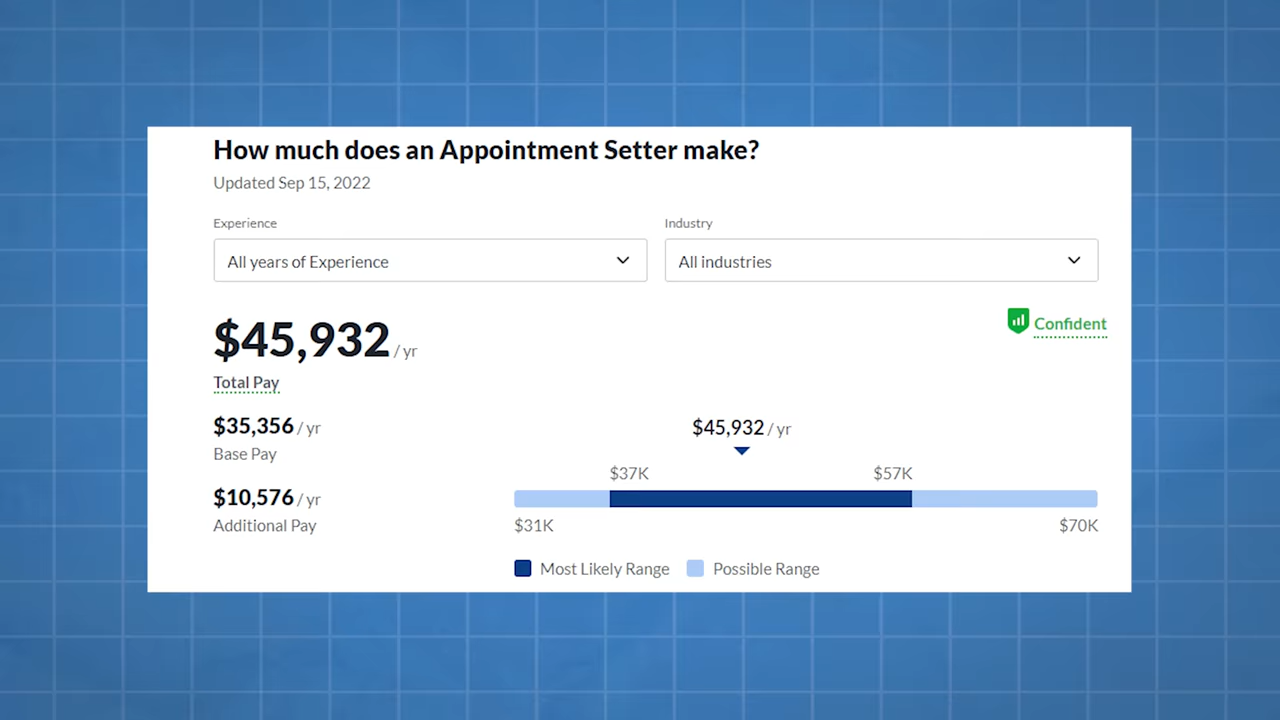 How much does an Appointment Setter make?
Updated Sep 15, 2022
Experience
Industry
All years of Experience
All industries
$45,932 / yr
Confident
Total Pay
$35,356 / yr
Base Pay
$10,576 / yr
Additional Pay
$45,932 / yr
$37K
$57K
$31K
$70K
Most Likely Range
Possible Range